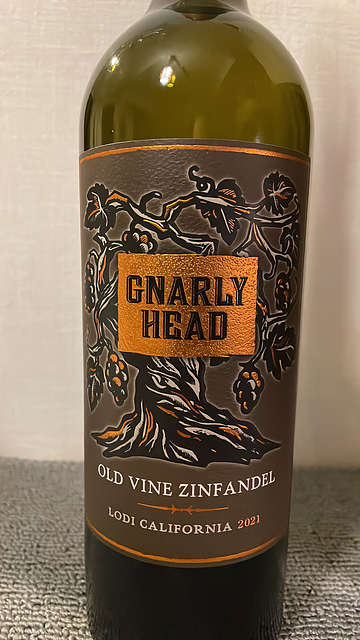 GNARLY
HEAD
OLD VINE ZINFANDEL
LODI CALIFORNIA 2021